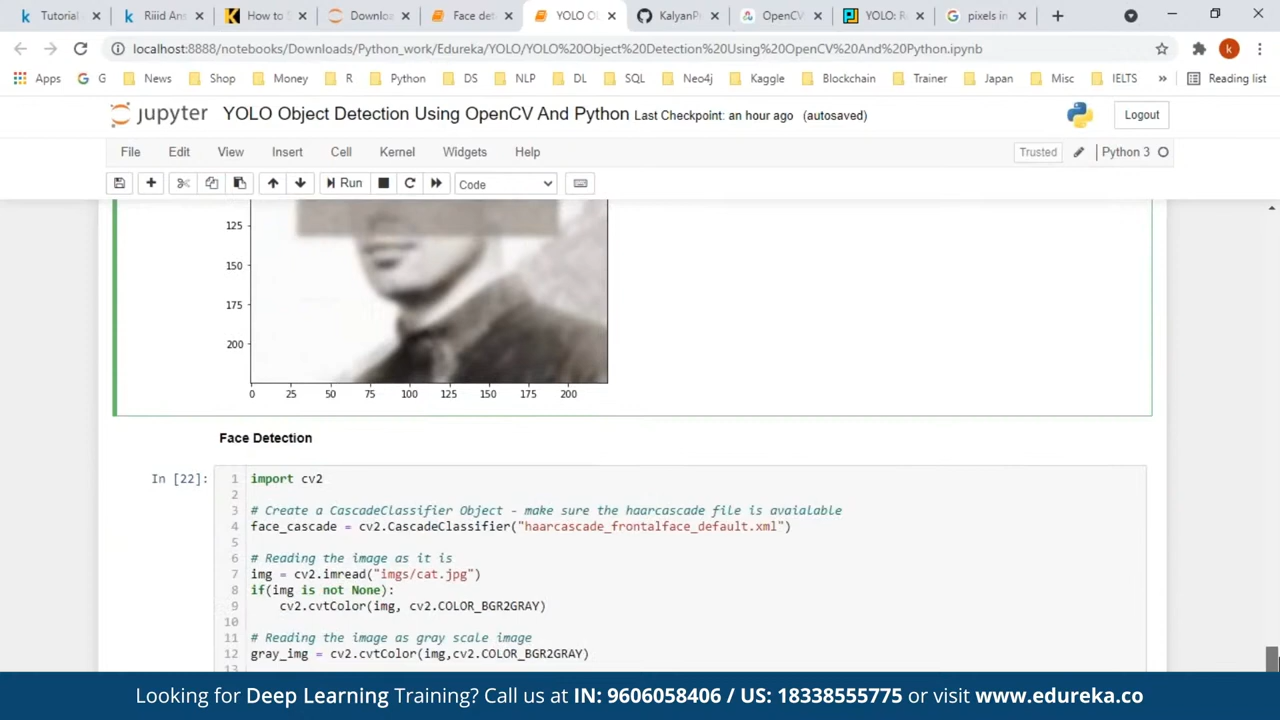 Tutorial
Riiid Ans
How to
Downloa
Face det
YOLO O
KalyanP
OpenCV
YOLO: R
pixels in
localhost:8888/notebooks/Downloads/Python_work/Edureka/YOLO/YOLO%20Object%20Detection%20Using%20OpenCV%20And%20Python.ipynb
Apps G News Shop Money R Python DS NLP DL SQL Neo4j Kaggle Blockchain Trainer Japan Misc IELTS » Reading list
jupyter YOLO Object Detection Using OpenCV And Python Last Checkpoint: an hour ago (autosaved) Logout
File Edit View Insert Cell Kernel Widgets Help Trusted Python 3
Run Code
125
150
175
200
0 25 50 75 100 125 150 175 200
Face Detection
In [22]:
1 import cv2
2
3 # Create a CascadeClassifier Object - make sure the haarcascade file is avaialable
4 face_cascade = cv2.CascadeClassifier("haarcascade_frontalface_default.xml")
5
6 # Reading the image as it is
7 img = cv2.imread("imgs/cat.jpg")
8 if(img is not None):
9 cv2.cvtColor(img, cv2.COLOR_BGR2GRAY)
10
11 # Reading the image as gray scale image
12 gray_img = cv2.cvtColor(img,cv2.COLOR_BGR2GRAY)
13
Looking for Deep Learning Training? Call us at IN: 9606058406 / US: 18338555775 or visit www.edureka.co